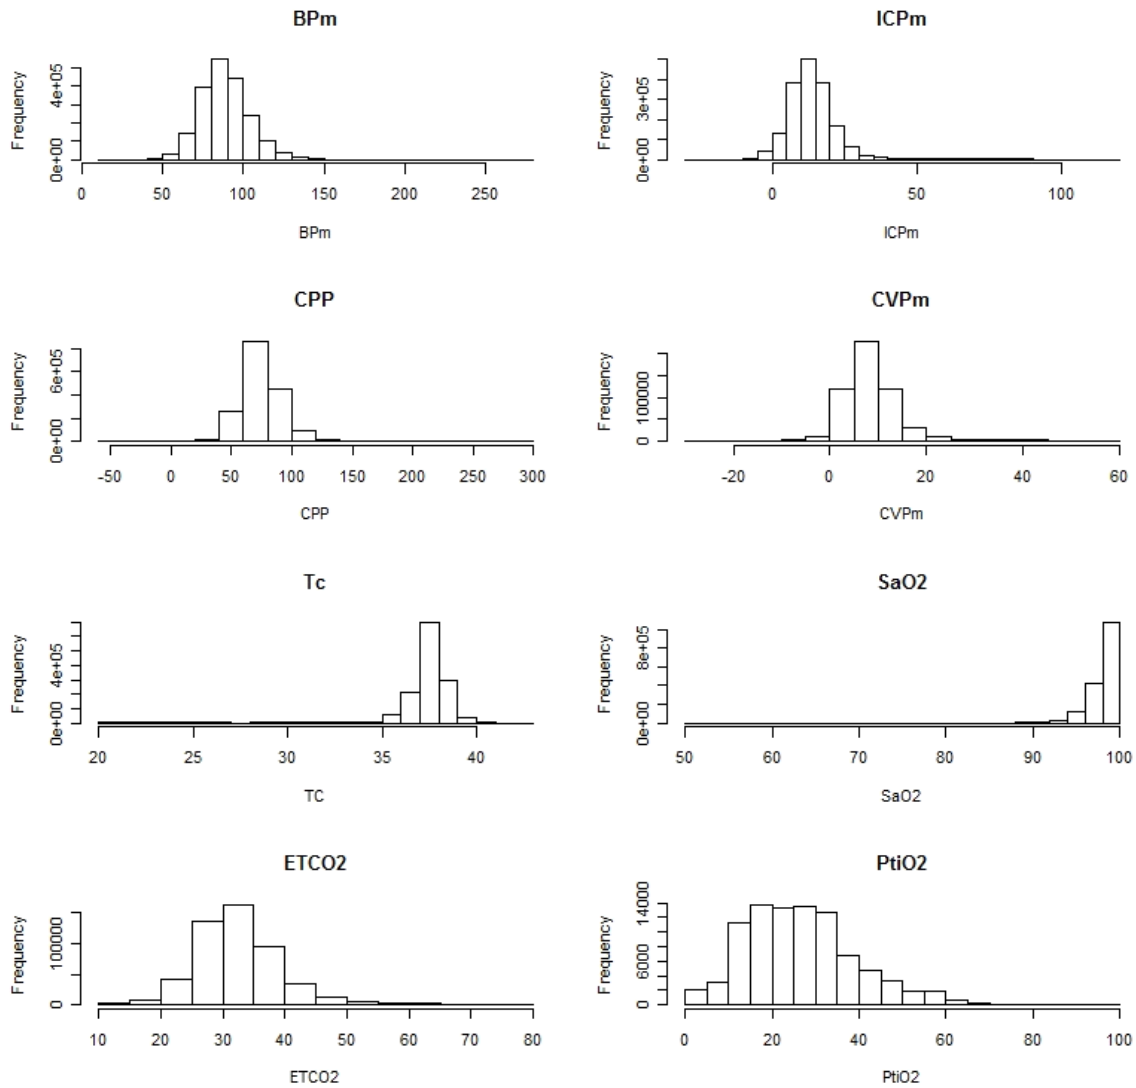 BPm
Frequency
0e+00 4e+05
0 50 100 150 200 250
BPm
ICPm
Frequency
0e+00 3e+05
0 50 100
ICPm
CPP
Frequency
0e+00 6e+05
-50 0 50 100 150 200 250 300
CPP
CVPm
Frequency
0 100000
-20 0 20 40 60
CVPm
Tc
Frequency
0e+00 4e+05
20 25 30 35 40
TC
SaO2
Frequency
0e+00 8e+05
50 60 70 80 90 100
SaO2
ETCO2
Frequency
0 100000
10 20 30 40 50 60 70 80
ETCO2
PtiO2
Frequency
0 6000 14000
0 20 40 60 80 100
PtiO2